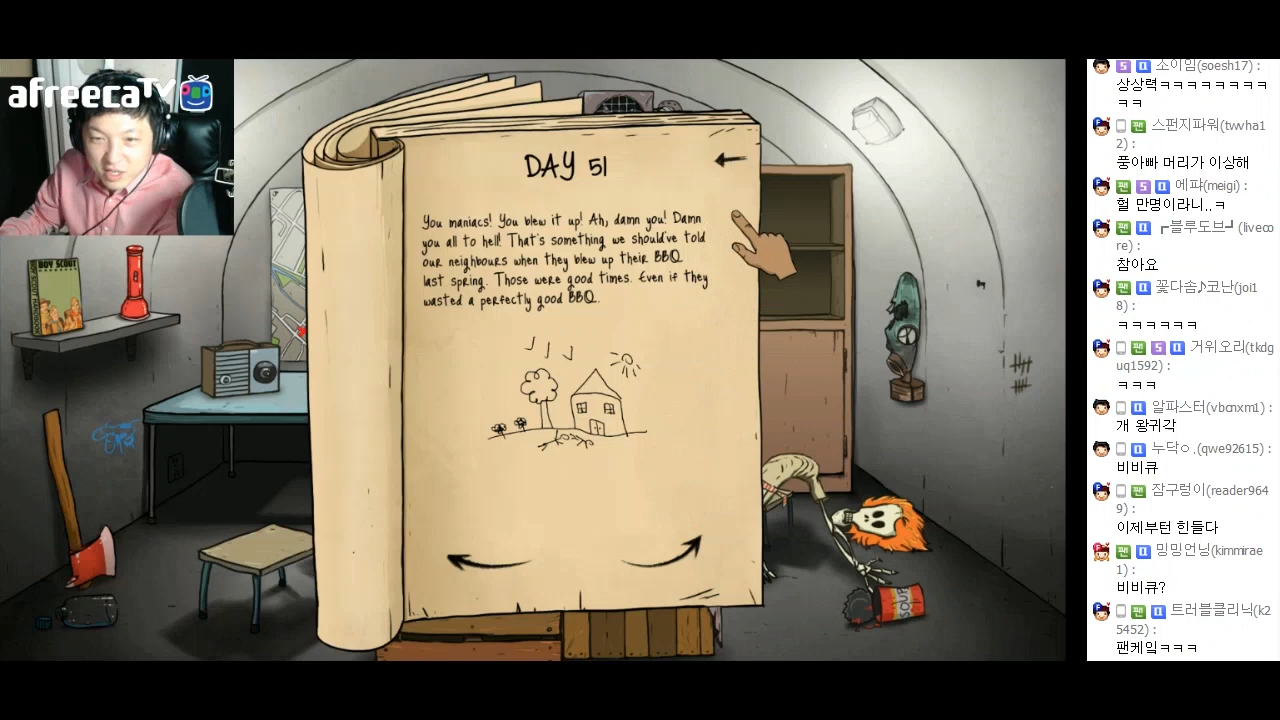 afreecaTV
DAY 51
You maniacs! You blew it up! Ah, damn you! Damn
you all to hell! That's something we should've told
our neighbours when they blew up their BBQ
last spring. Those were good times. Even if they
wasted a perfectly good BBQ.
BOY SCOUT
SOUP
소이밈(soesh17) :
상상력ㅋㅋㅋㅋㅋㅋㅋㅋ
ㅋㅋ
스펀지파워(twvha1
2) :
풍아빠 머리가 이상해
에퍄(meigi) :
헐 만명이라니..ㅋ
┏블루도브┛(liveco
re) :
참아요
꽃다솜♪코난(joi1
8) :
ㅋㅋㅋㅋㅋㅋ
거위오리(tkdg
uq1592) :
ㅋㅋㅋ
알퍄스터(vbcnxm1) :
개 왕귀각
누닥ㅇ.(qwe92615) :
비비큐
잠구렁이(reader964
9) :
이제부턴 힌들다
밍밍언닝(kimmirae
1) :
비비큐?
트러블클리닉(k25
5452) :
팬케잌ㅋㅋㅋ